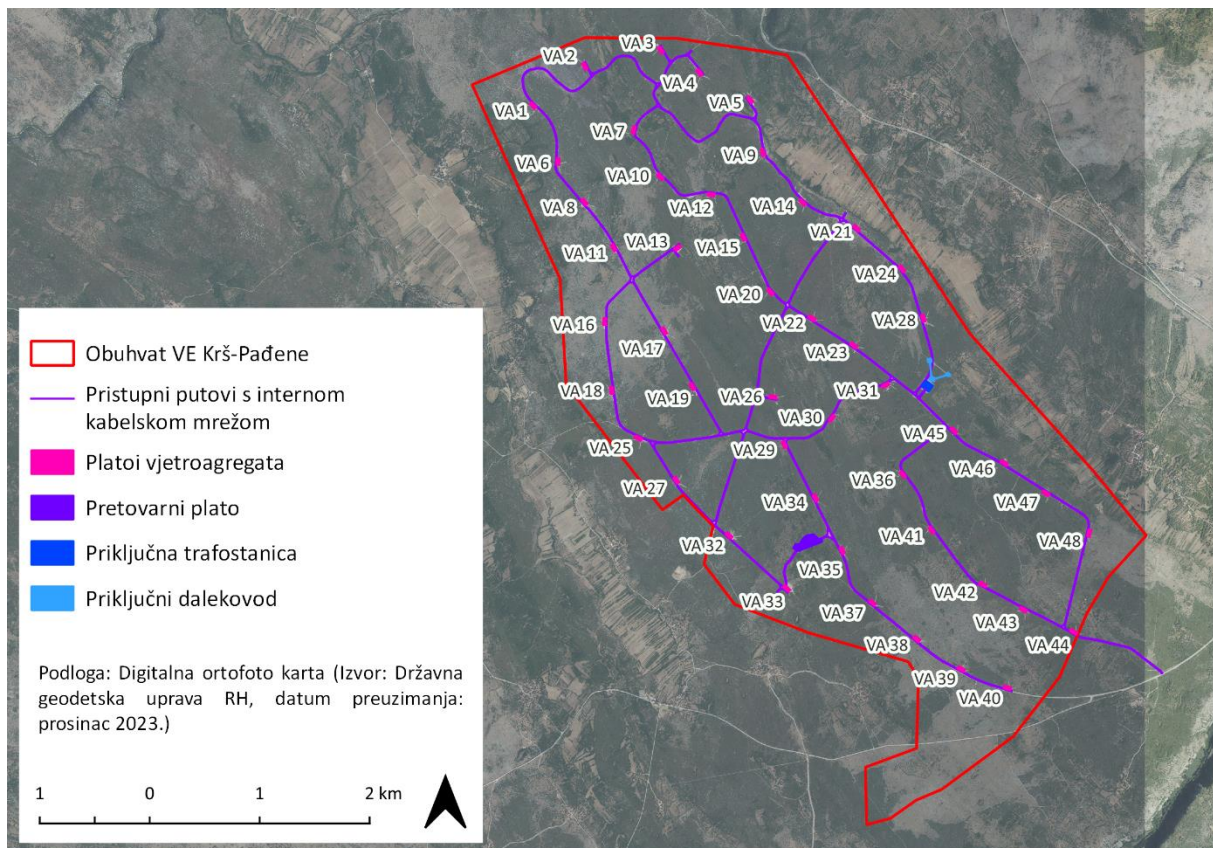 VA 3
VA 2
VA 4
VA 5
VA 1
VA 7
VA 9
VA 6
VA 10
VA 12
VA 8
VA 14
VA 13
VA 15
VA 11
VA 21
VA 24
VA 20
VA 16
VA 22
VA 28
VA 17
VA 23
VA 18
VA 19
VA 26
VA 31
VA 30
VA 25
VA 29
VA 45
VA 27
VA 36
VA 46
VA 34
VA 47
VA 32
VA 41
VA 48
VA 35
VA 33
VA 37
VA 42
VA 43
VA 38
VA 44
VA 39
VA 40
Obuhvat VE Krš-Pađene
Pristupni putovi s internom
kabelskom mrežom
Platoi vjetroagregata
Pretovarni plato
Priključna trafostanica
Priključni dalekovod
Podloga: Digitalna ortofoto karta (Izvor: Državna
geodetska uprava RH, datum preuzimanja:
prosinac 2023.)
1 0 1 2 km